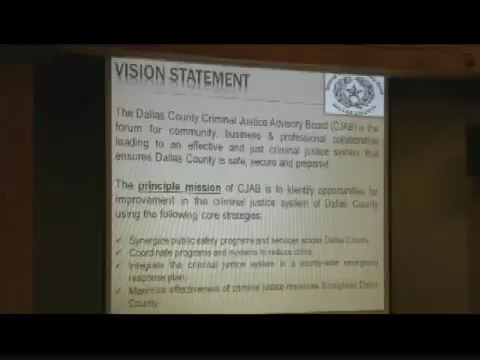 VISION STATEMENT
The Dallas County Criminal Justice Advisory Board (CJAB) is the
forum for community, business & professional collaboration
leading to an effective and just criminal justice system that
ensures Dallas County is safe, secure and prepared.
The principle mission of CJAB is to identify opportunities for
improvement in the criminal justice system of Dallas County
using the following core strategies:
✓ Synergize public safety programs and services across Dallas County.
✓ Coordinate programs and systems to reduce crime.
✓ Integrate the criminal justice system in a county-wide emergency
response plan.
✓ Maximize effectiveness of criminal justice resources throughout Dallas
County.